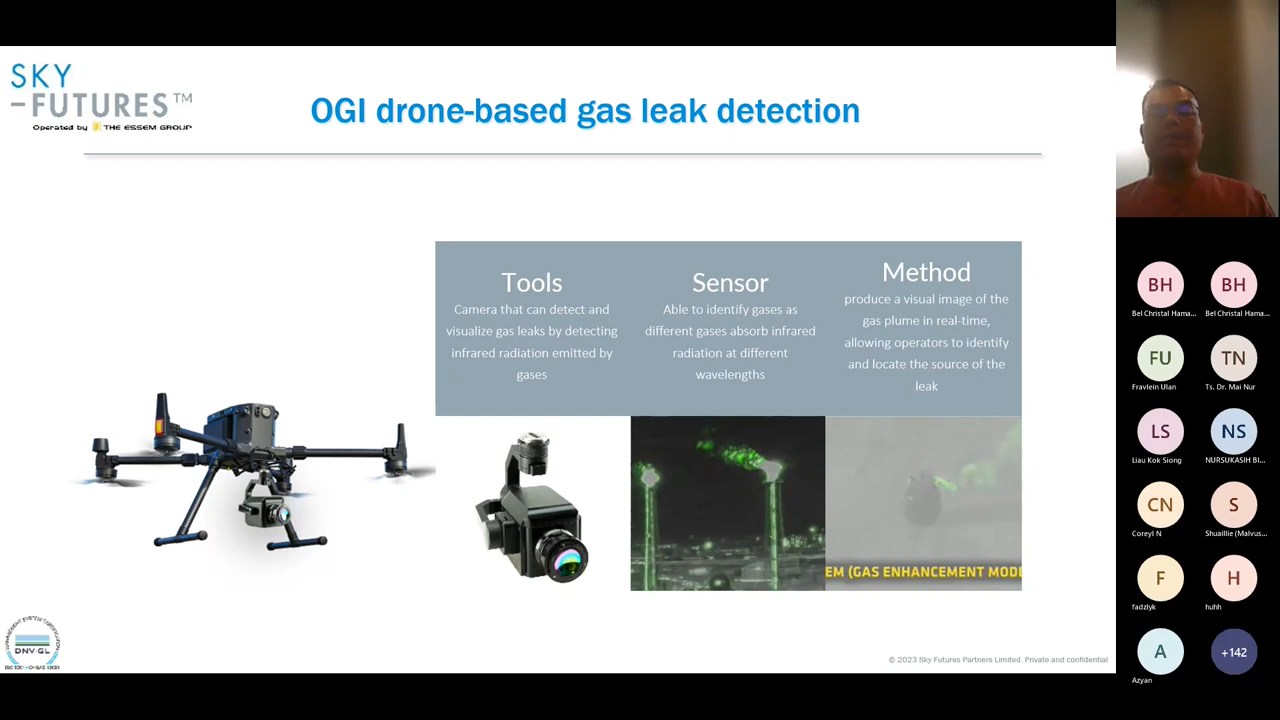 SKY
-FUTURES™
Operated by THE ESSEM GROUP
OGI drone-based gas leak detection
Tools
Camera that can detect and
visualize gas leaks by detecting
infrared radiation emitted by
gases
Sensor
Able to identify gases as
different gases absorb infrared
radiation at different
wavelengths
Method
produce a visual image of the
gas plume in real-time,
allowing operators to identify
and locate the source of the
leak
EM (GAS ENHANCEMENT MODE
DNV·GL
© 2023 Sky Futures Partners Limited. Private and confidential
BH
BH
Bel Christal Hama...
Bel Christal Hama...
FU
TN
Fravlein Ulan
Ts. Dr. Mai Nur
LS
NS
Liau Kok Siong
NURSUKASIH BI...
CN
S
Coreyl N
Shuaillie (Malvus...
F
H
fadzlyk
huhh
A
+142
Azyan